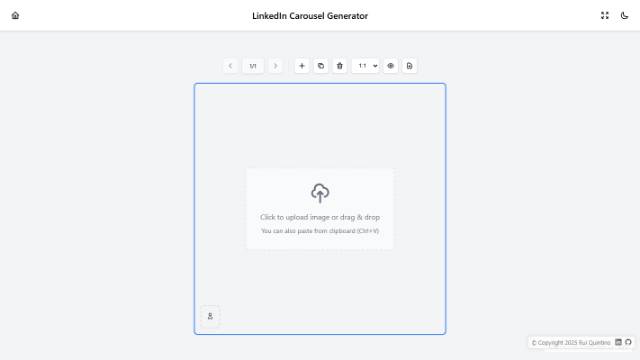 LinkedIn Carousel Generator
1/1
1:1
Click to upload image or drag & drop
You can also paste from clipboard (Ctrl+V)
© Copyright 2025 Rui Quintino